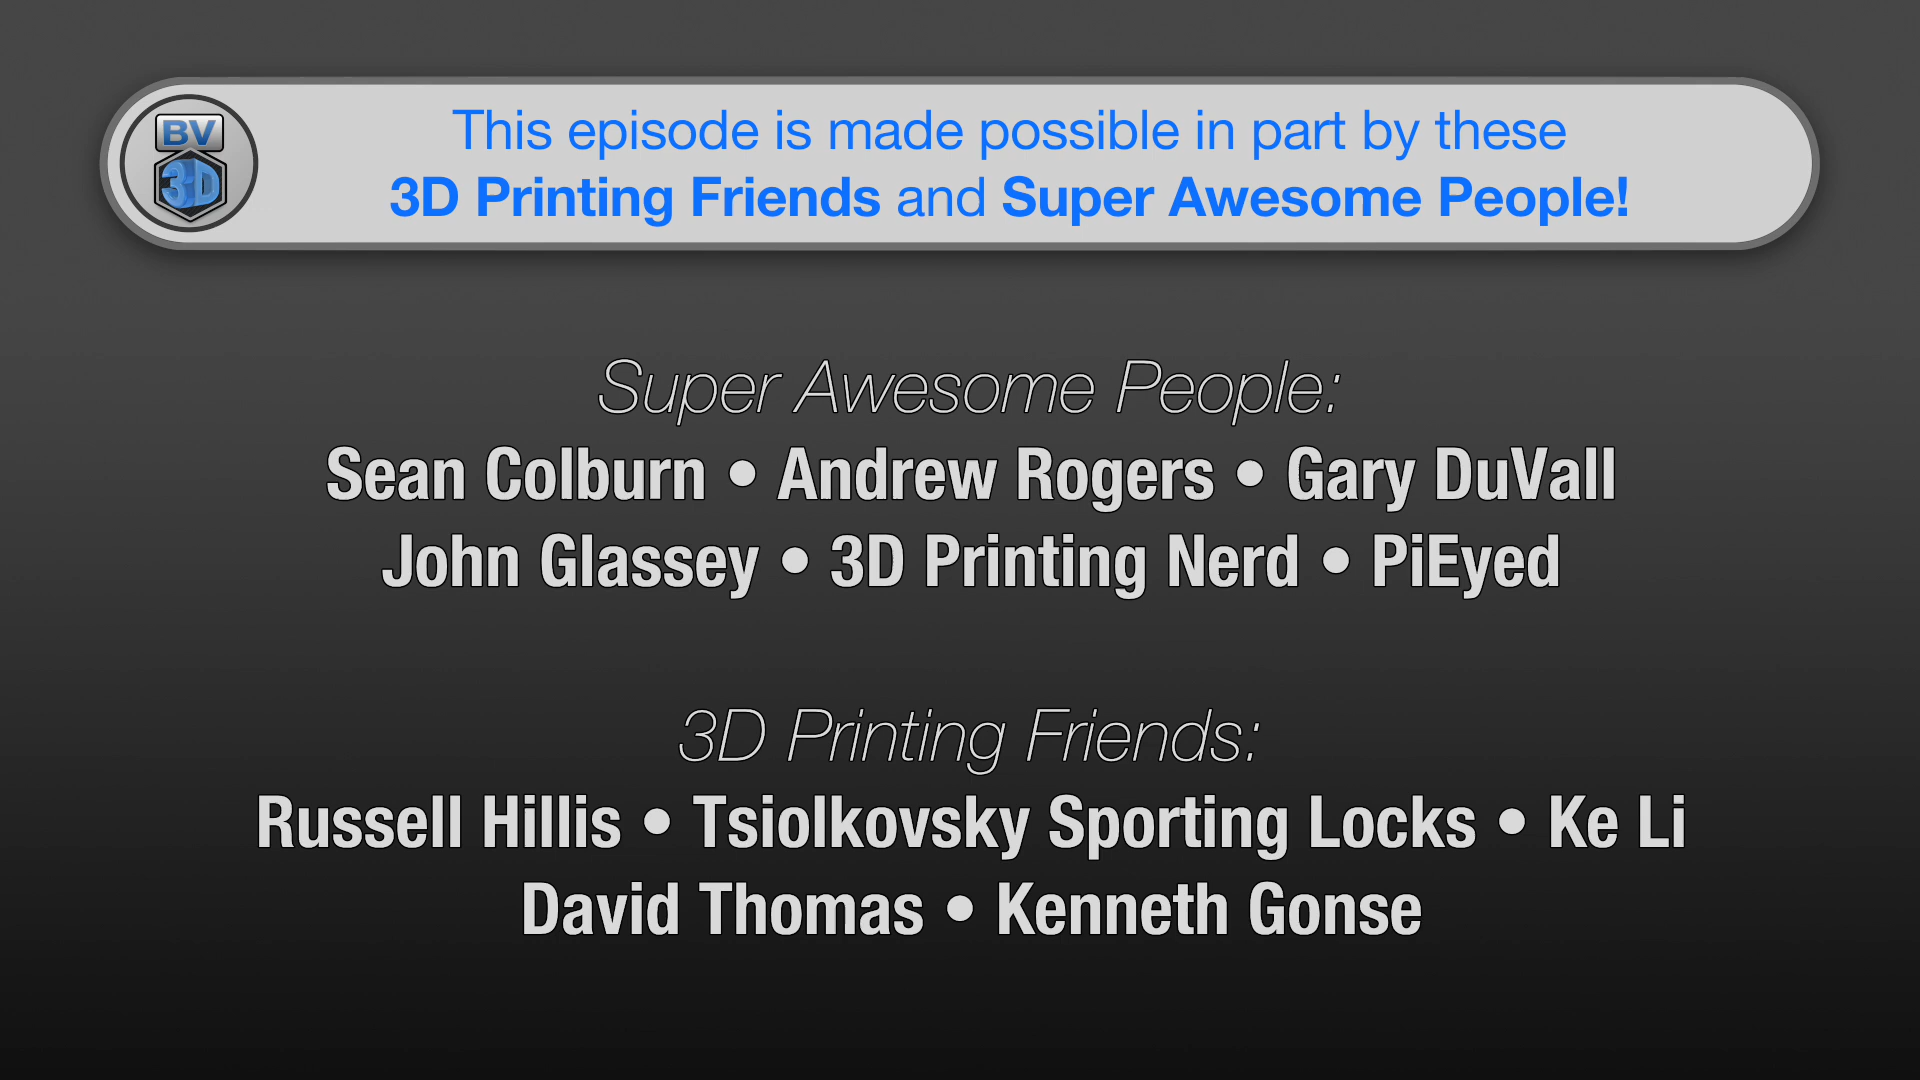 BV
3D
This episode is made possible in part by these
3D Printing Friends and Super Awesome People!
Super Awesome People:
Sean Colburn • Andrew Rogers • Gary DuVall
John Glassey • 3D Printing Nerd • PiEyed
3D Printing Friends:
Russell Hillis • Tsiolkovsky Sporting Locks • Ke Li
David Thomas • Kenneth Gonse